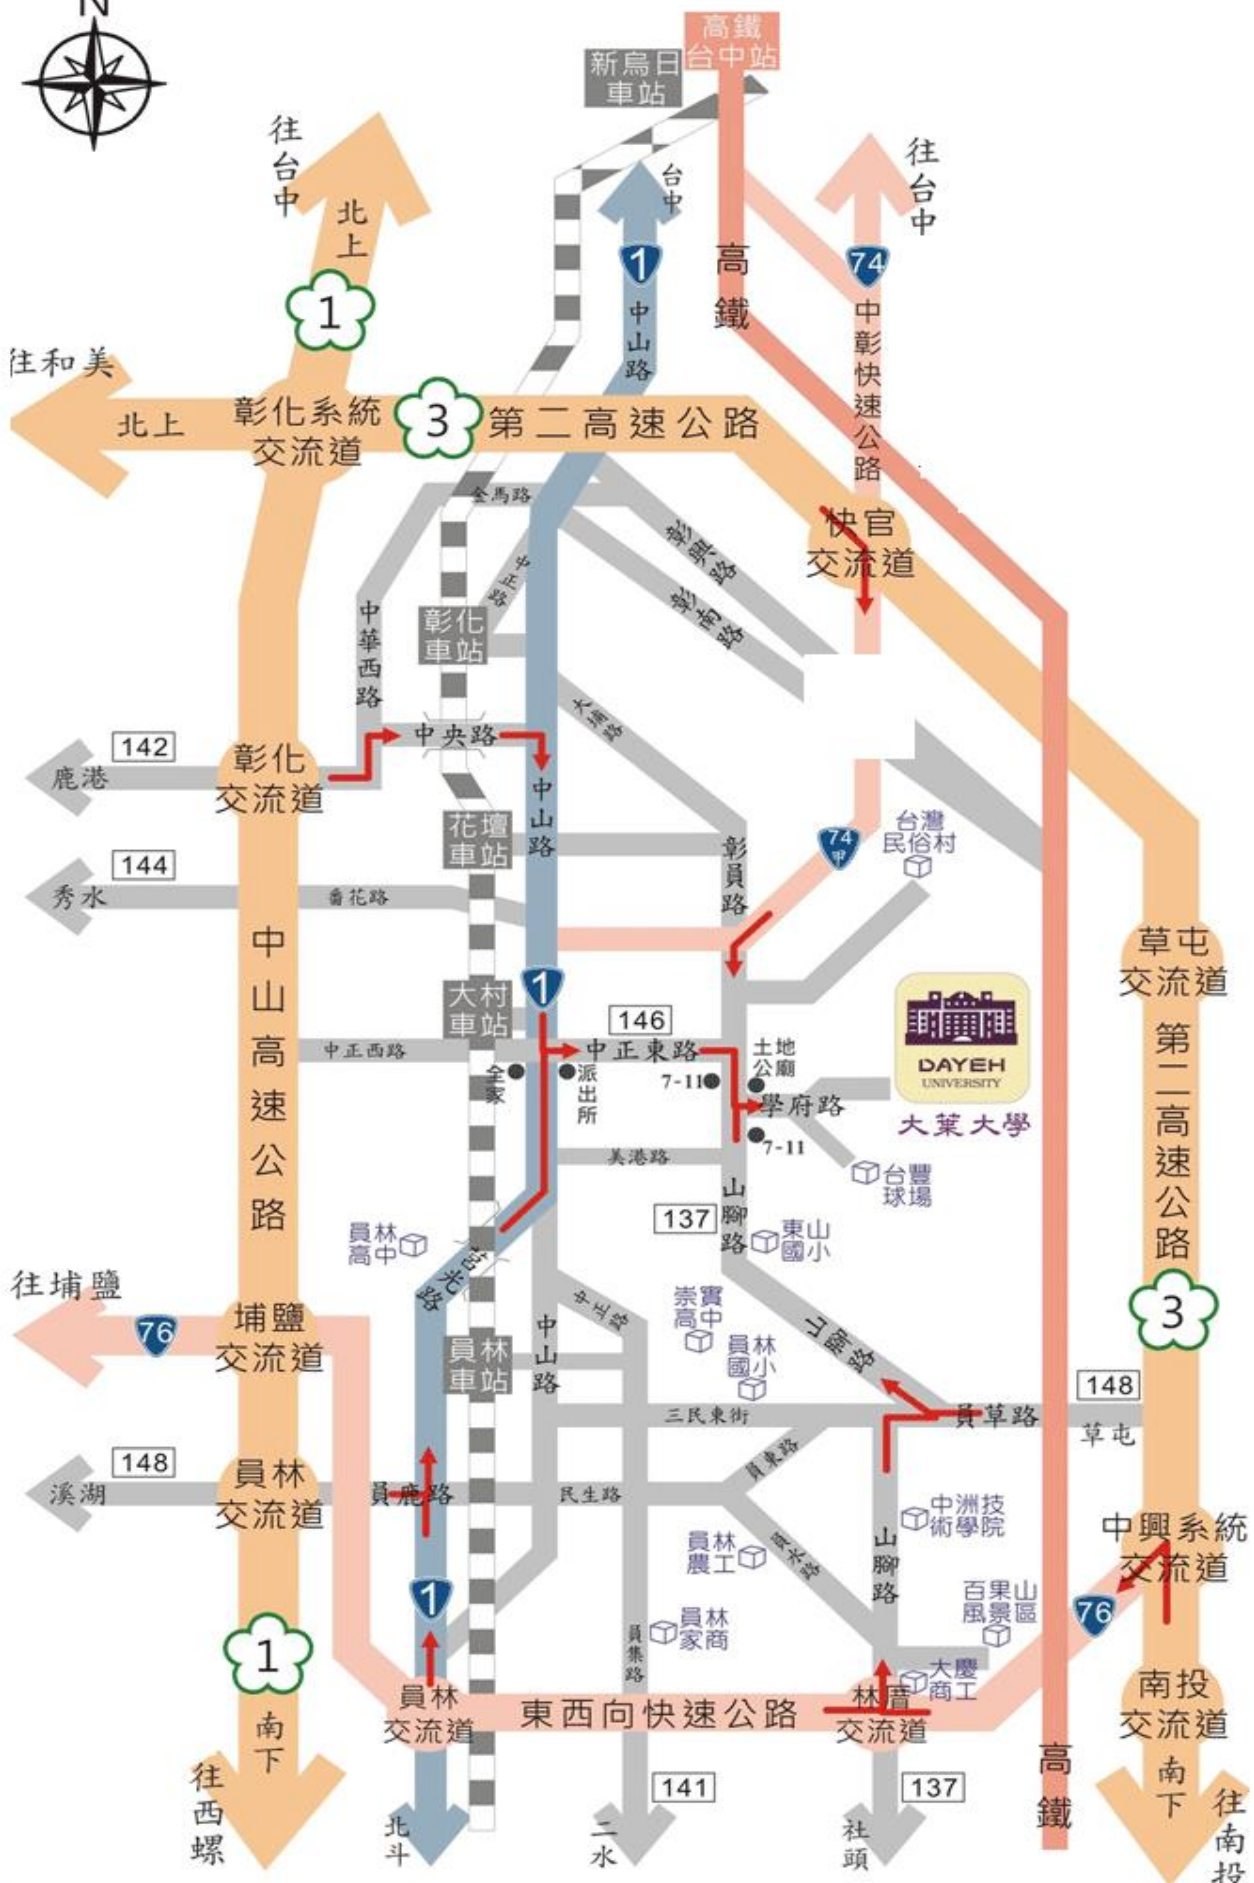 N
高鐵
台中站
新烏日
車站
往台中
北上
台中
往台中
1
1
高鐵
74
中山路
中彰快速公路
往和美
北上
彰化系統
交流道
3
第二高速公路
金馬路
彰興路
快官
交流道
中正路
彰南路
中華西路
彰化
車站
大埔路
142
鹿港
彰化
交流道
中央路
中山路
花壇
車站
彰員路
74
甲
台灣
民俗村
144
秀水
番花路
中山高速公路
草屯
交流道
1
大村
車站
146
中正西路
中正東路
土地
公廟
全家
派出所
7-11
學府路
7-11
DAYEH
UNIVERSITY
大葉大學
第二高速公路
美港路
台豐
球場
137
山腳路
東山
國小
員林
高中
莒光路
往埔鹽
76
埔鹽
交流道
中正路
崇實
高中
員林
國小
山腳路
3
員林
車站
中山路
148
三民東街
員草路
草屯
148
溪湖
員林
交流道
員鹿路
民生路
員東路
員水路
中洲技
術學院
山腳路
中興系統
交流道
員林
農工
1
百果山
風景區
76
員林
家商
員集路
1
南下
大慶
商工
員林
交流道
東西向快速公路
林厝
交流道
南投
交流道
往西螺
北斗
二水
141
社頭
137
高鐵
南下
往南投